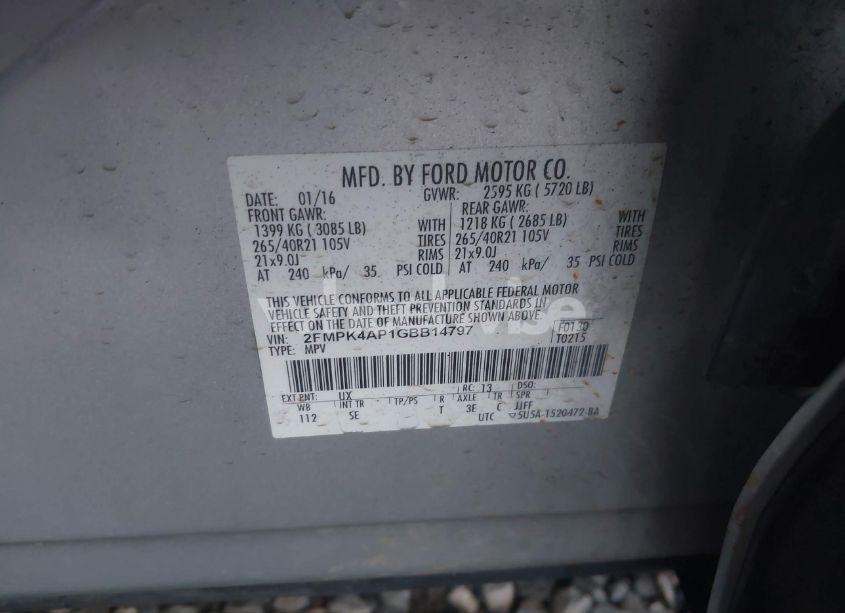 MFD. BY FORD MOTOR CO.
DATE: 01/16 GVWR: 2595 KG ( 5720 LB)
FRONT GAWR: REAR GAWR:
1399 KG ( 3085 LB) WITH 1218 KG ( 2685 LB) WITH
265/40R21 105V TIRES 265/40R21 105V TIRES
21x9.0J RIMS 21x9.0J RIMS
AT 240 kPa/ 35 PSI COLD AT 240 kPa/ 35 PSI COLD
THIS VEHICLE CONFORMS TO ALL APPLICABLE FEDERAL MOTOR
VEHICLE SAFETY AND THEFT PREVENTION STANDARDS IN
EFFECT ON THE DATE OF MANUFACTURE SHOWN ABOVE.
VIN: 2FMPK4AP1GBB14797 F0130
TYPE: MPV T0215
EXT PNT: UX RC: 13 DSO:
WB INT TR TP/PS R AXLE TR SPR
112 SE T 3E C JJFF
UTC ▽5U5A-1520472-BA